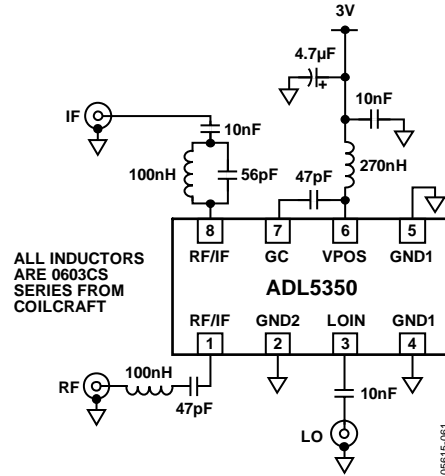 3V
4.7µF
+
IF
10nF
10nF
100nH
56pF
270nH
47pF
8
7
6
5
RF/IF
GC
VPOS
GND1
ALL INDUCTORS
ARE 0603CS
SERIES FROM
COILCRAFT
ADL5350
RF/IF
GND2
LOIN
GND1
1
2
3
4
100nH
RF
47pF
10nF
LO
05615-061